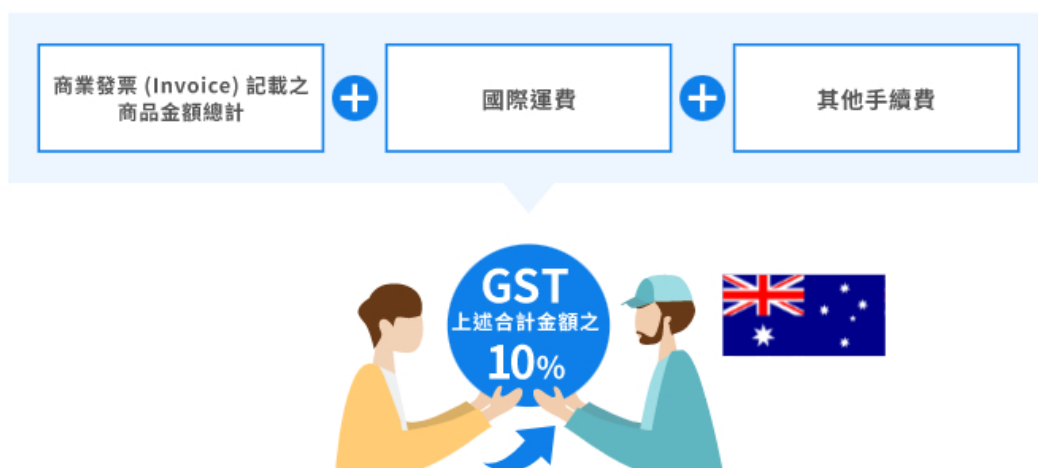 商業發票 (Invoice) 記載之
商品金額總計
國際運費
其他手續費
GST
上述合計金額之
10%